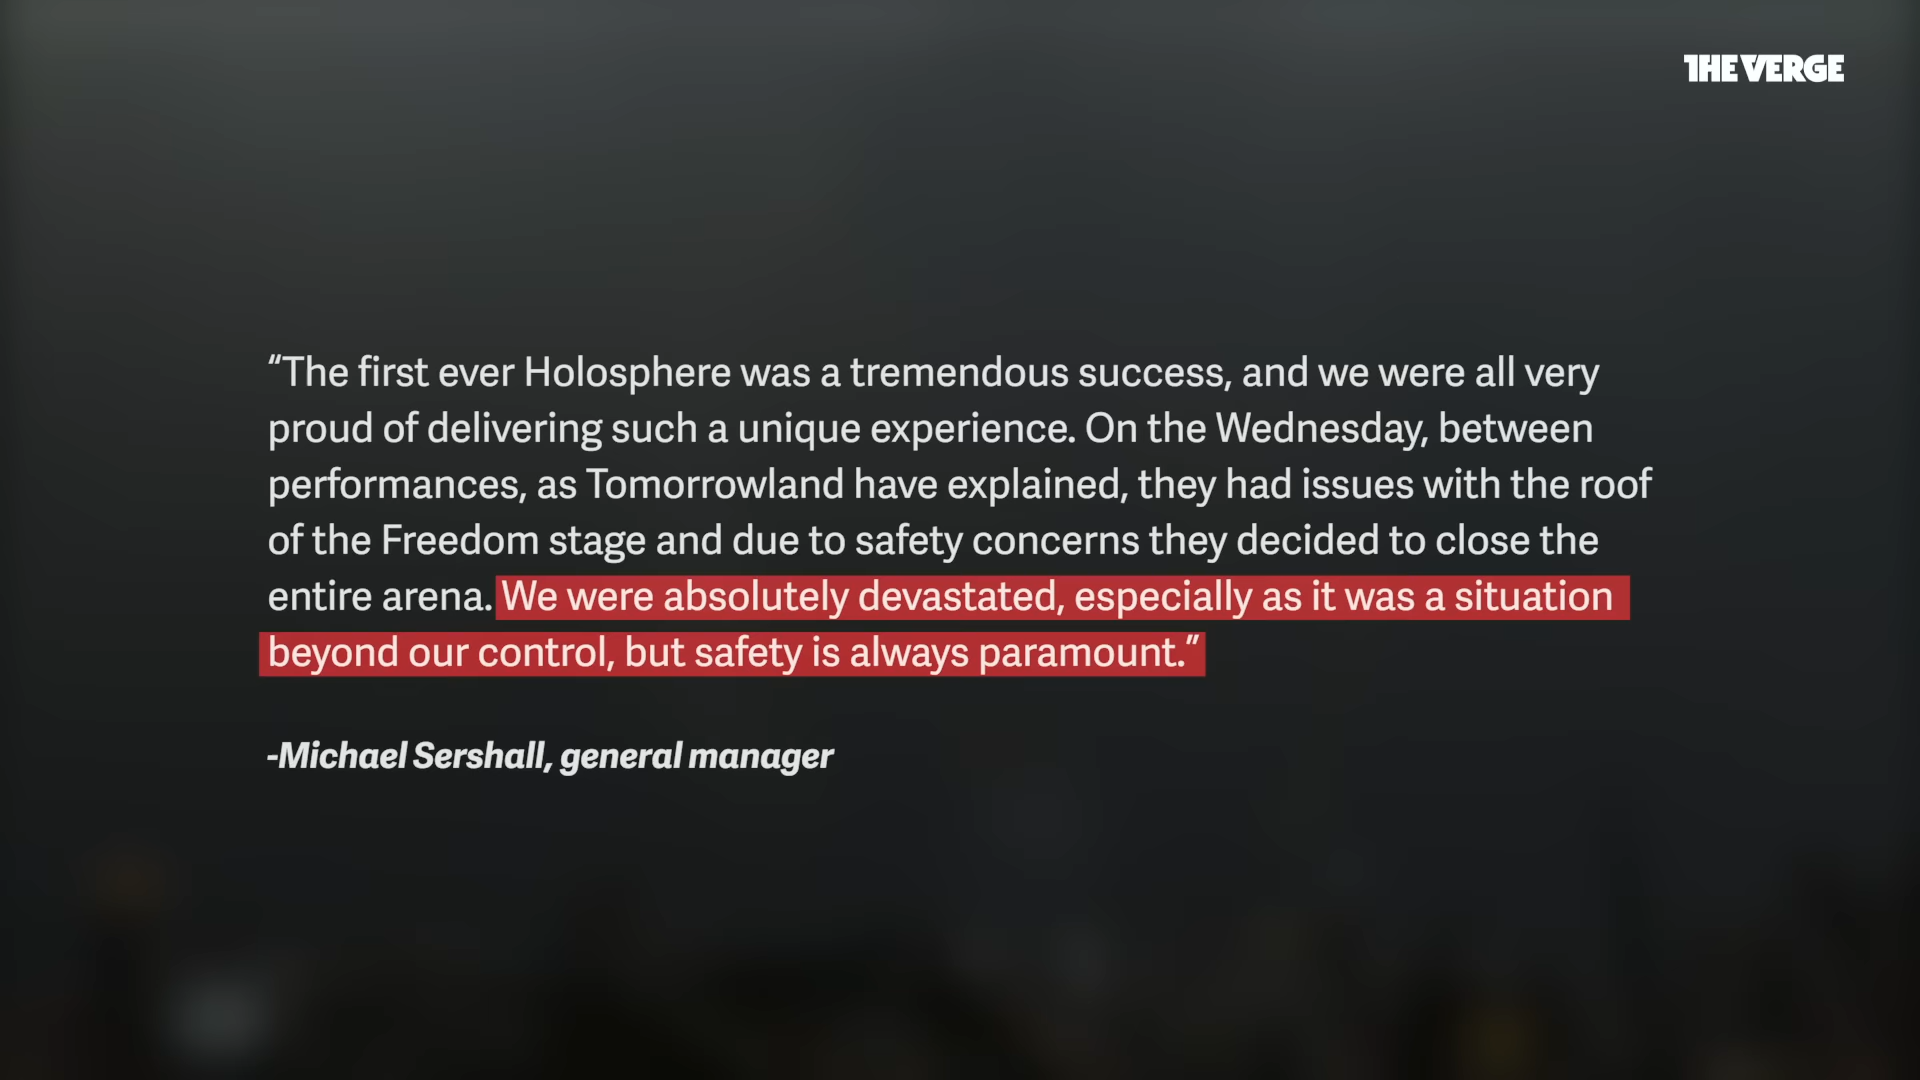 THE VERGE
“The first ever Holosphere was a tremendous success, and we were all very
proud of delivering such a unique experience. On the Wednesday, between
performances, as Tomorrowland have explained, they had issues with the roof
of the Freedom stage and due to safety concerns they decided to close the
entire arena. We were absolutely devastated, especially as it was a situation
beyond our control, but safety is always paramount.”
-Michael Sershall, general manager